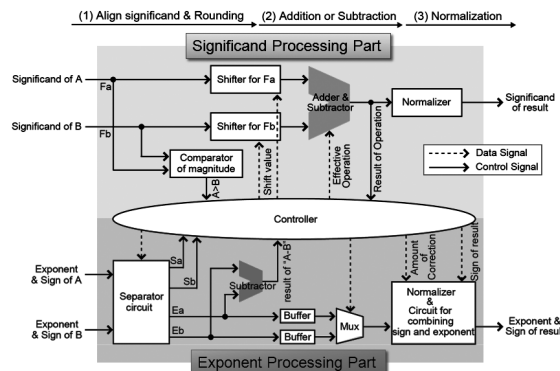 (1) Align significand & Rounding
(2) Addition or Subtraction
(3) Normalization
Significand Processing Part
Significand of A
Fa
Shifter for Fa
Adder &
Subtractor
Normalizer
Significand
of result
Significand of B
Fb
Shifter for Fb
Comparator
of magnitude
A>B
Shift value
Effective
Operation
Result of Operation
Data Signal
Control Signal
Controller
Exponent
& Sign of A
Sa
Sb
Subtractor
result of "A-B"
Amount
of
Correction
Sign of result
Separator
circuit
Ea
Eb
Buffer
Buffer
Mux
Normalizer
&
Circuit for
combining
sign and exponent
Exponent
& Sign of B
Exponent &
Sign of result
Exponent Processing Part